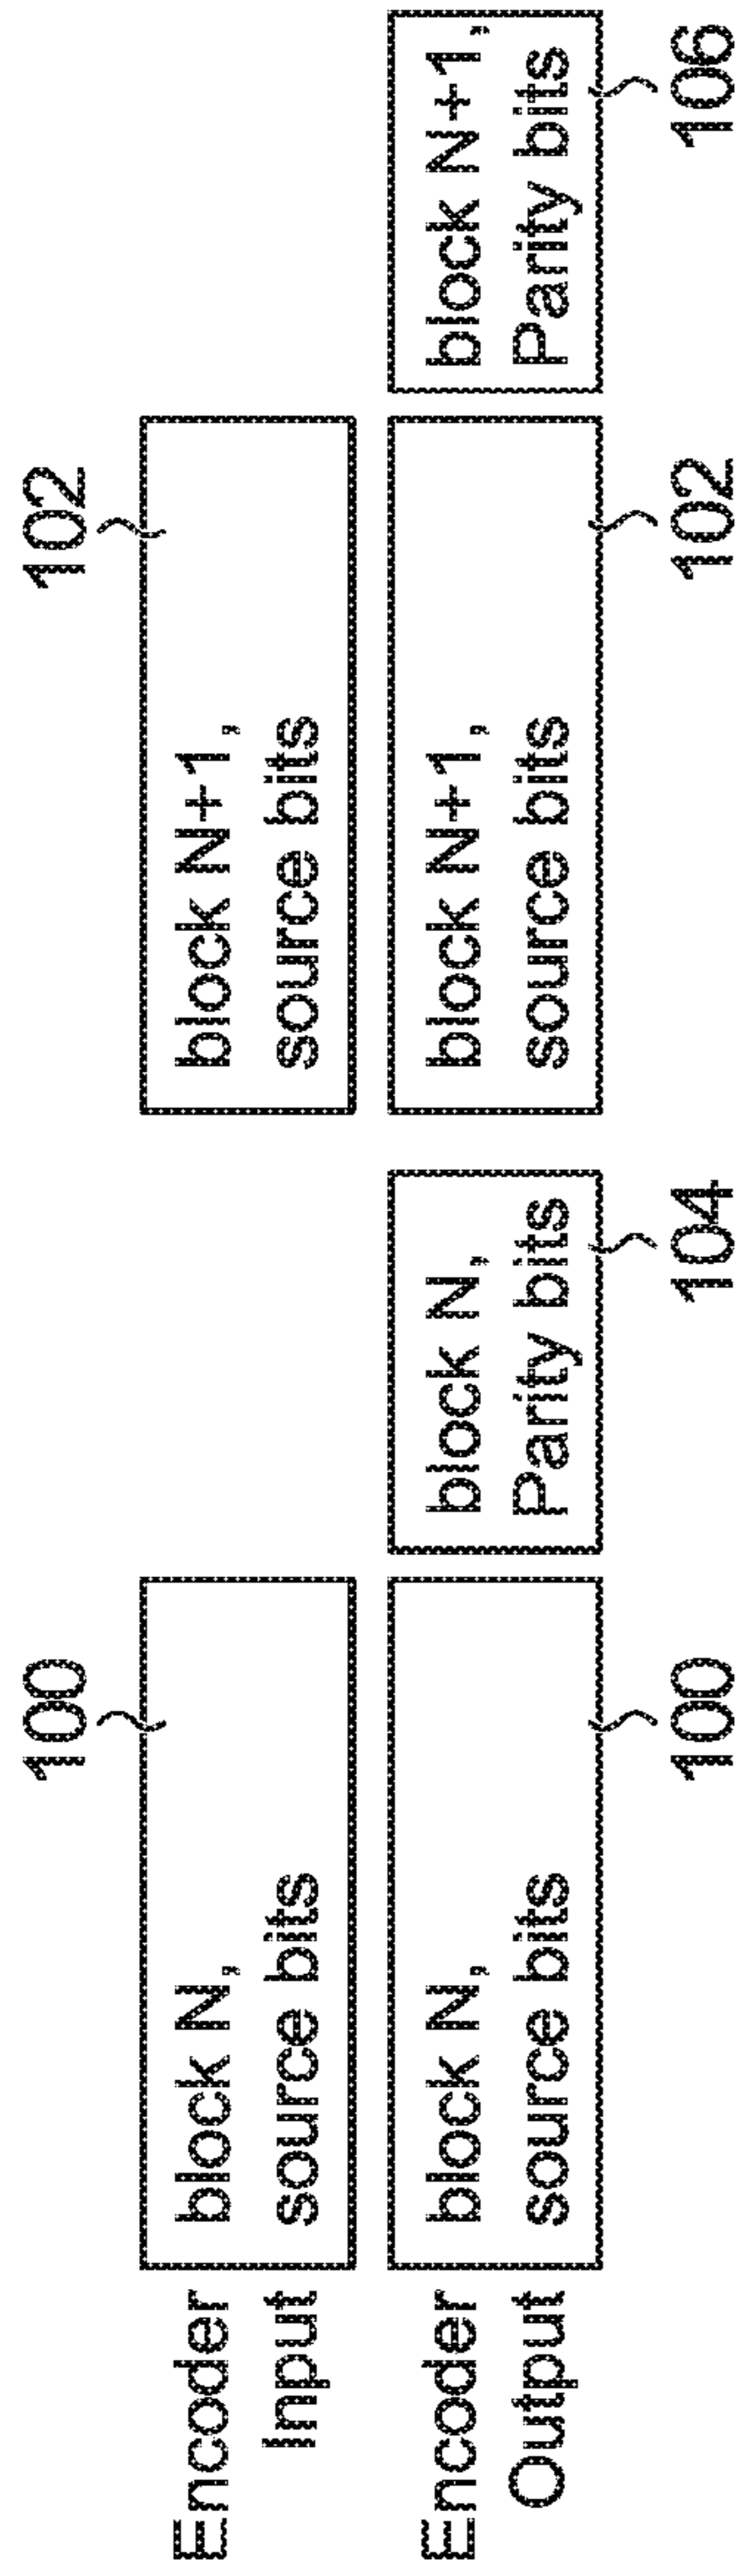 100
102
Encoder
Input
block N,
source bits
block N+1,
source bits
Encoder
Output
block N,
source bits
block N,
Parity bits
block N+1,
source bits
block N+1,
Parity bits
100
104
102
106